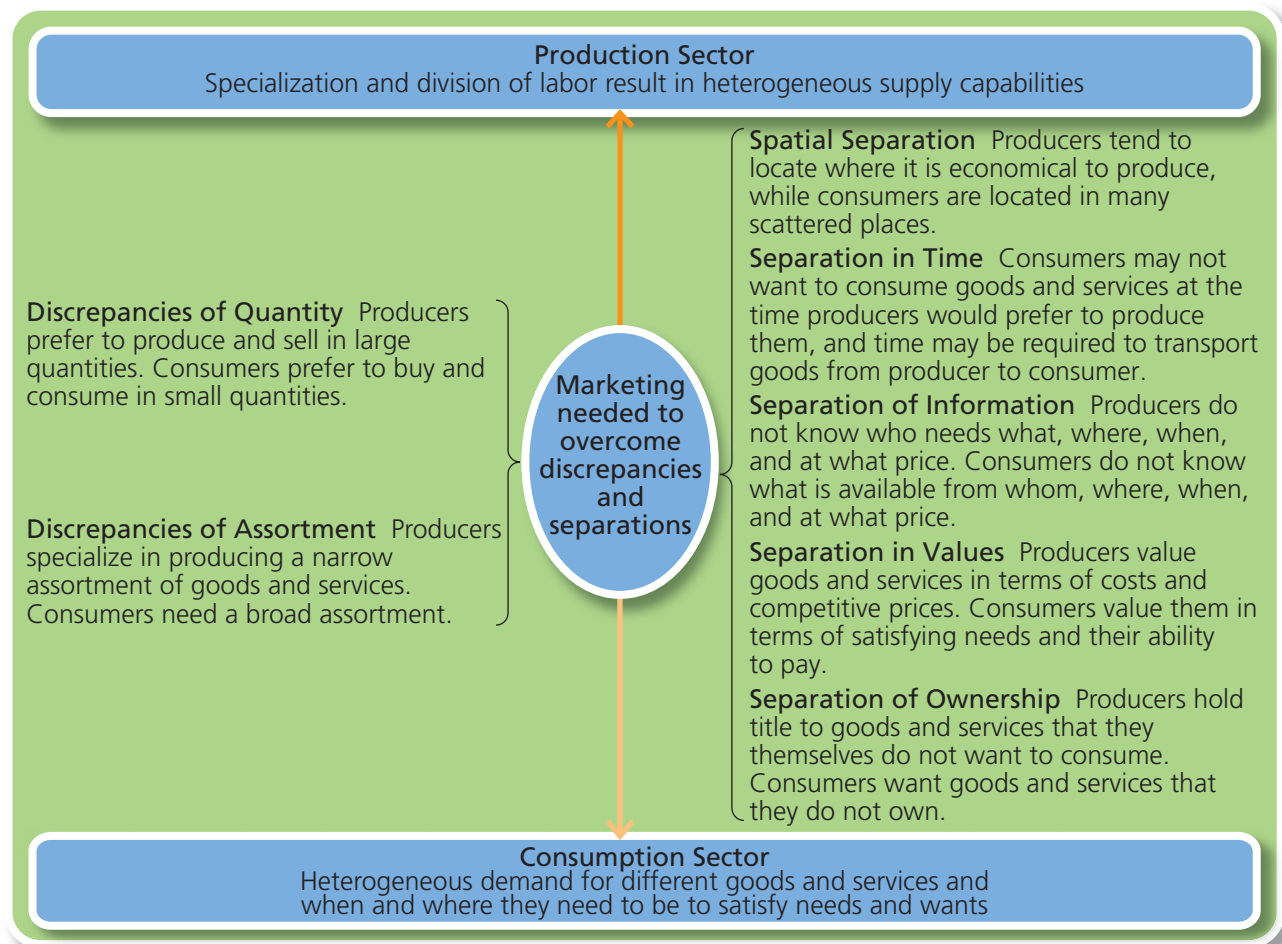 Production Sector
Specialization and division of labor result in heterogeneous supply capabilities
Discrepancies of Quantity Producers
prefer to produce and sell in large
quantities. Consumers prefer to buy and
consume in small quantities.
Discrepancies of Assortment Producers
specialize in producing a narrow
assortment of goods and services.
Consumers need a broad assortment.
Marketing
needed to
overcome
discrepancies
and
separations
Spatial Separation Producers tend to
locate where it is economical to produce,
while consumers are located in many
scattered places.
Separation in Time Consumers may not
want to consume goods and services at the
time producers would prefer to produce
them, and time may be required to transport
goods from producer to consumer.
Separation of Information Producers do
not know who needs what, where, when,
and at what price. Consumers do not know
what is available from whom, where, when,
and at what price.
Separation in Values Producers value
goods and services in terms of costs and
competitive prices. Consumers value them in
terms of satisfying needs and their ability
to pay.
Separation of Ownership Producers hold
title to goods and services that they
themselves do not want to consume.
Consumers want goods and services that
they do not own.
Consumption Sector
Heterogeneous demand for different goods and services and
when and where they need to be to satisfy needs and wants